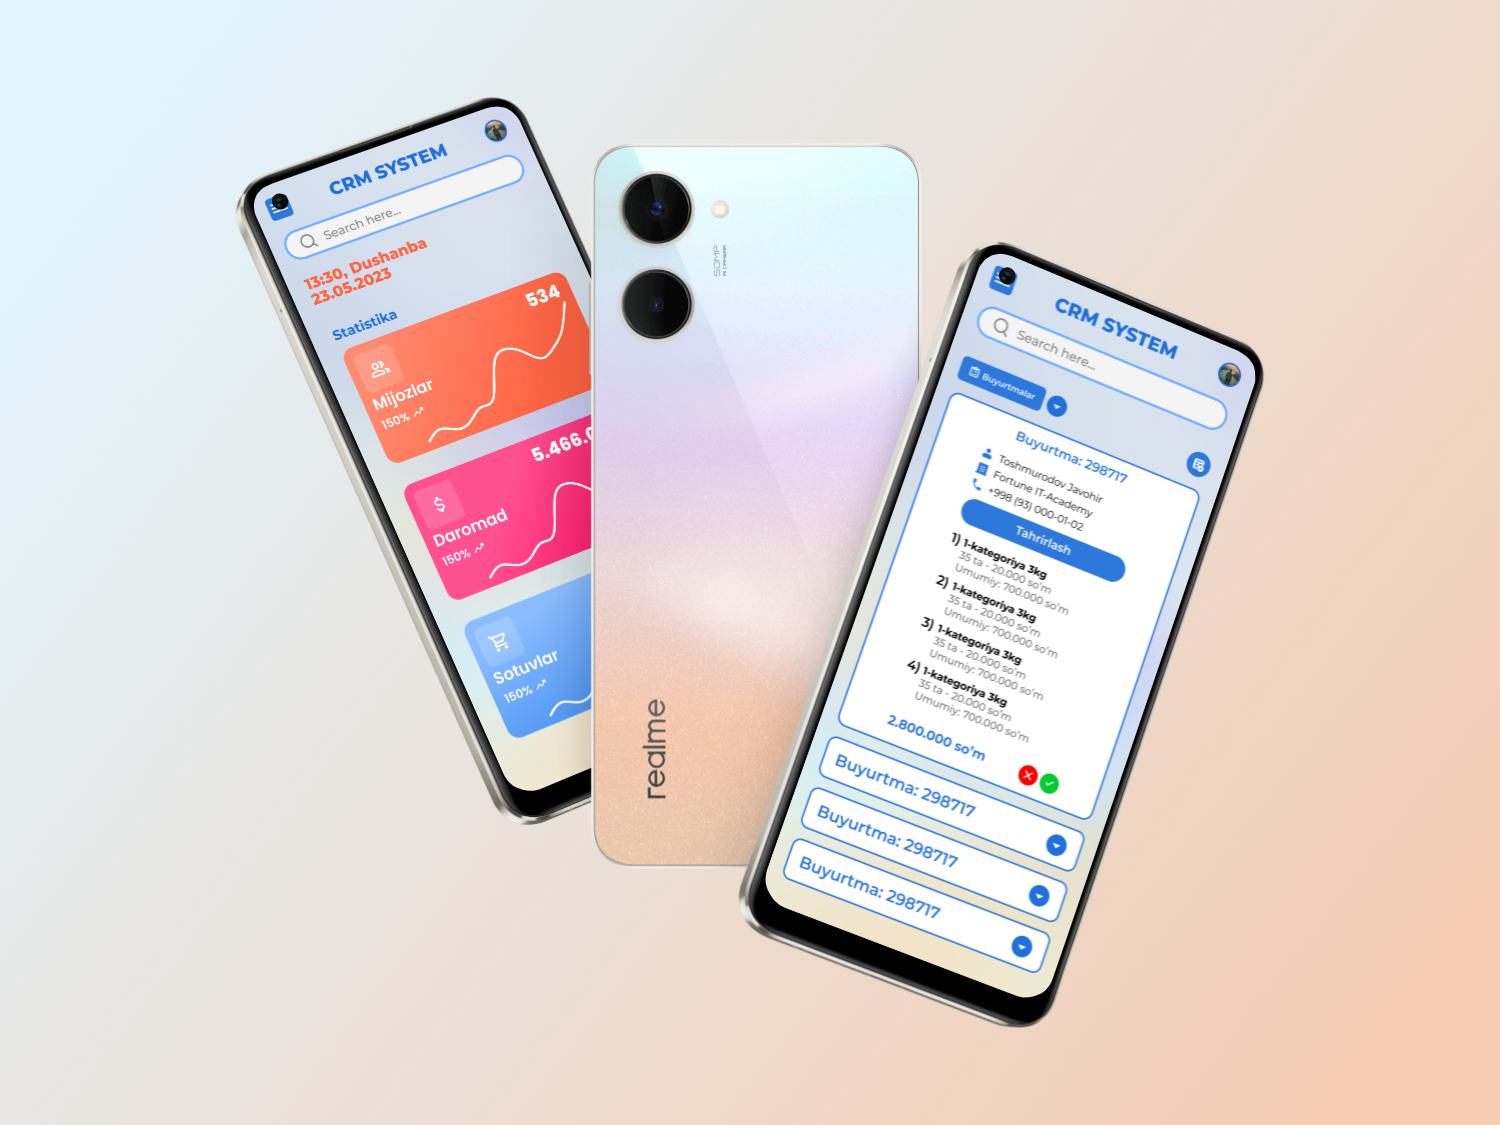 CRM SYSTEM
Search here...
13:30, Dushanba
23.05.2023
Statistika
534
Mijozlar
150%
5.466.0
Daromad
150%
Sotuvlar
150%
50MP
AI CAMERA
realme
CRM SYSTEM
Search here...
Buyurtmalar
Buyurtma: 298717
Toshmurodov Javohir
Fortune IT-Academy
+998 (93) 000-01-02
Tahrirlash
1) 1-kategoriya 3kg
35 ta - 20.000 so'm
Umumiy: 700.000 so'm
2) 1-kategoriya 3kg
35 ta - 20.000 so'm
Umumiy: 700.000 so'm
3) 1-kategoriya 3kg
35 ta - 20.000 so'm
Umumiy: 700.000 so'm
4) 1-kategoriya 3kg
35 ta - 20.000 so'm
Umumiy: 700.000 so'm
2.800.000 so'm
Buyurtma: 298717
Buyurtma: 298717
Buyurtma: 298717